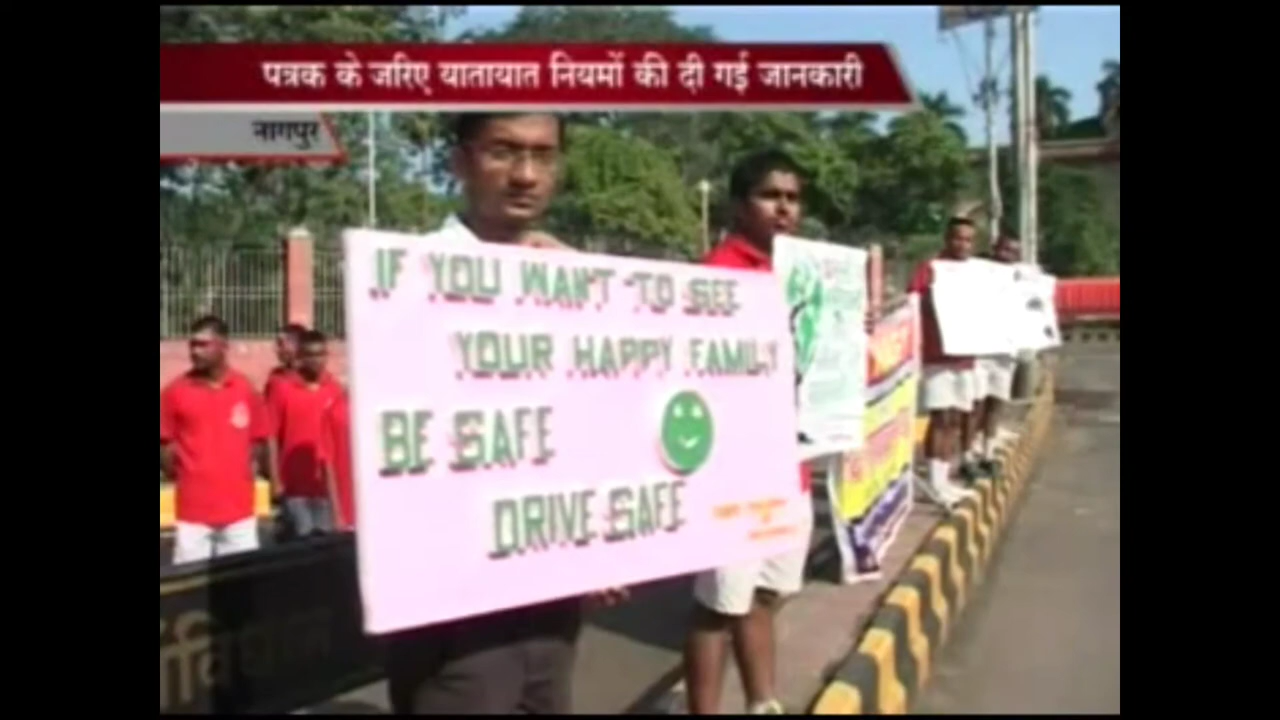 पत्रक के जरिए यातायात नियमों की दी गई जानकारी
नागपुर
IF YOU WANT TO SEE
YOUR HAPPY FAMILY
BE SAFE
DRIVE SAFE